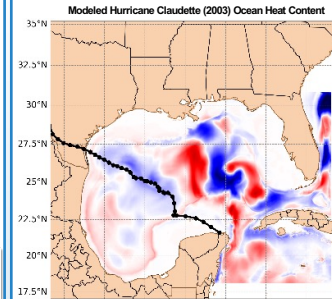 Modeled Hurricane Claudette (2003) Ocean Heat Content
35°N
32.5°N
30°N
27.5°N
25°N
22.5°N
20°N
17.5°N